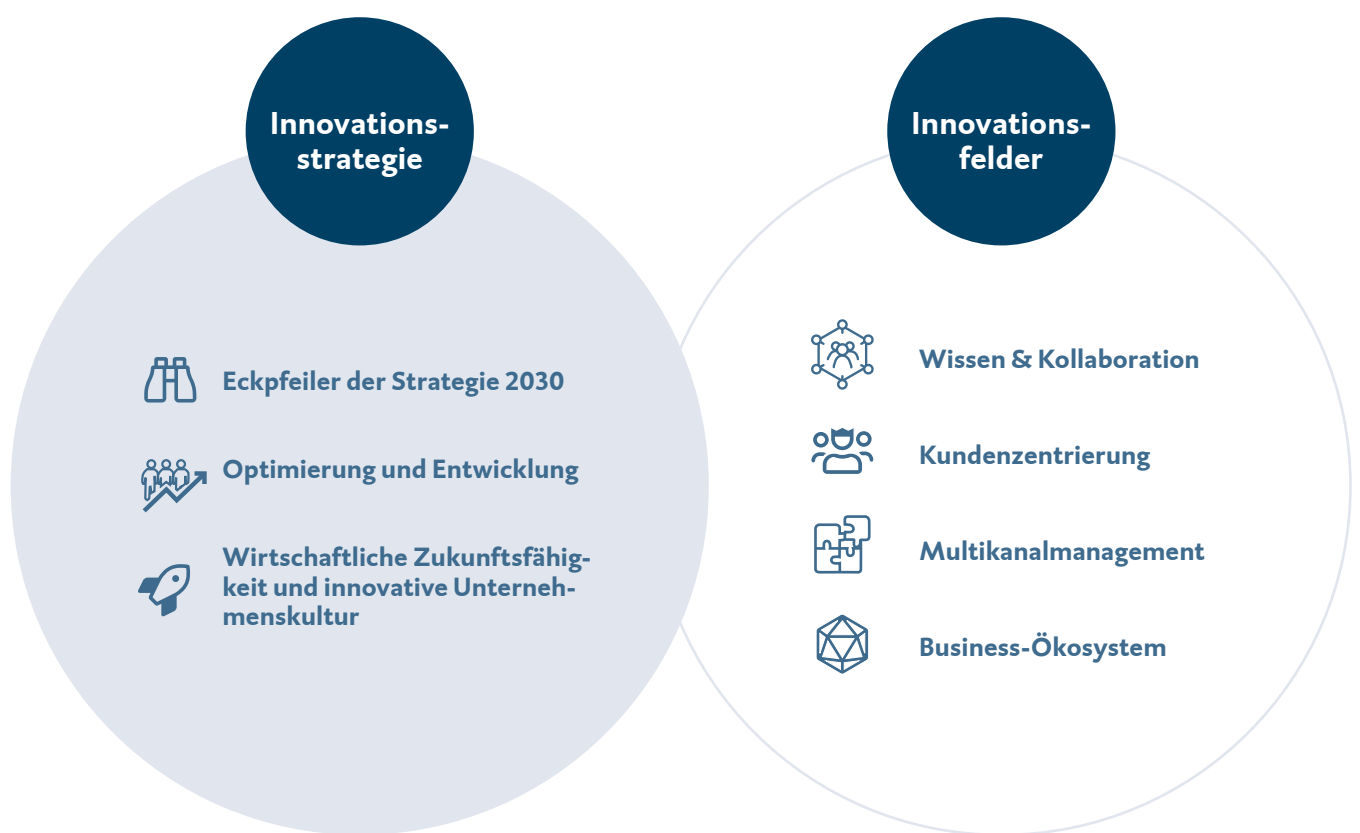 Innovations-
strategie
Eckpfeiler der Strategie 2030
Optimierung und Entwicklung
Wirtschaftliche Zukunftsfähig-
keit und innovative Unterneh-
menskultur
Innovations-
felder
Wissen & Kollaboration
Kundenzentrierung
Multikanalmanagement
Business-Ökosystem